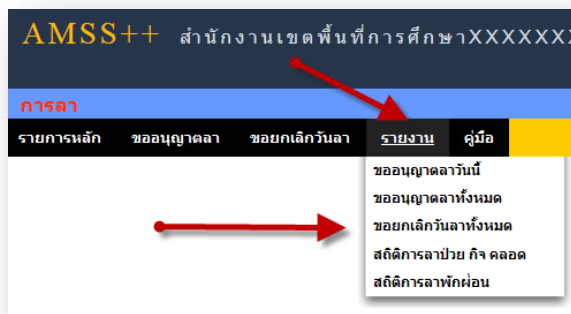 AMSS++ สำนักงานเขตพื้นที่การศึกษาXXXXXXX
การลา
รายการหลัก ขออนุญาตลา ขอยกเลิกวันลา รายงาน คู่มือ
ขออนุญาตลาวันนี้
ขออนุญาตลาทั้งหมด
ขอยกเลิกวันลาทั้งหมด
สถิติการลาป่วย กิจ คลอด
สถิติการลาพักผ่อน